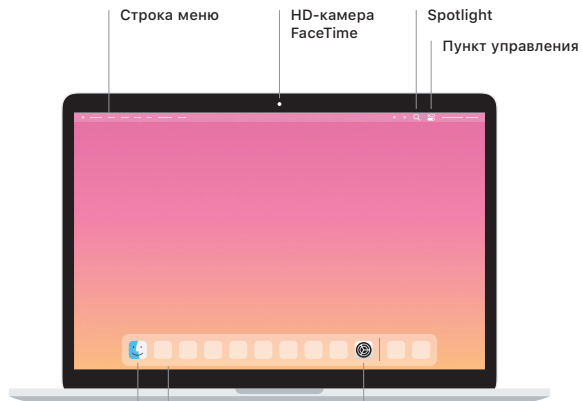 Строка меню
HD-камера
FaceTime
Spotlight
Пункт управления